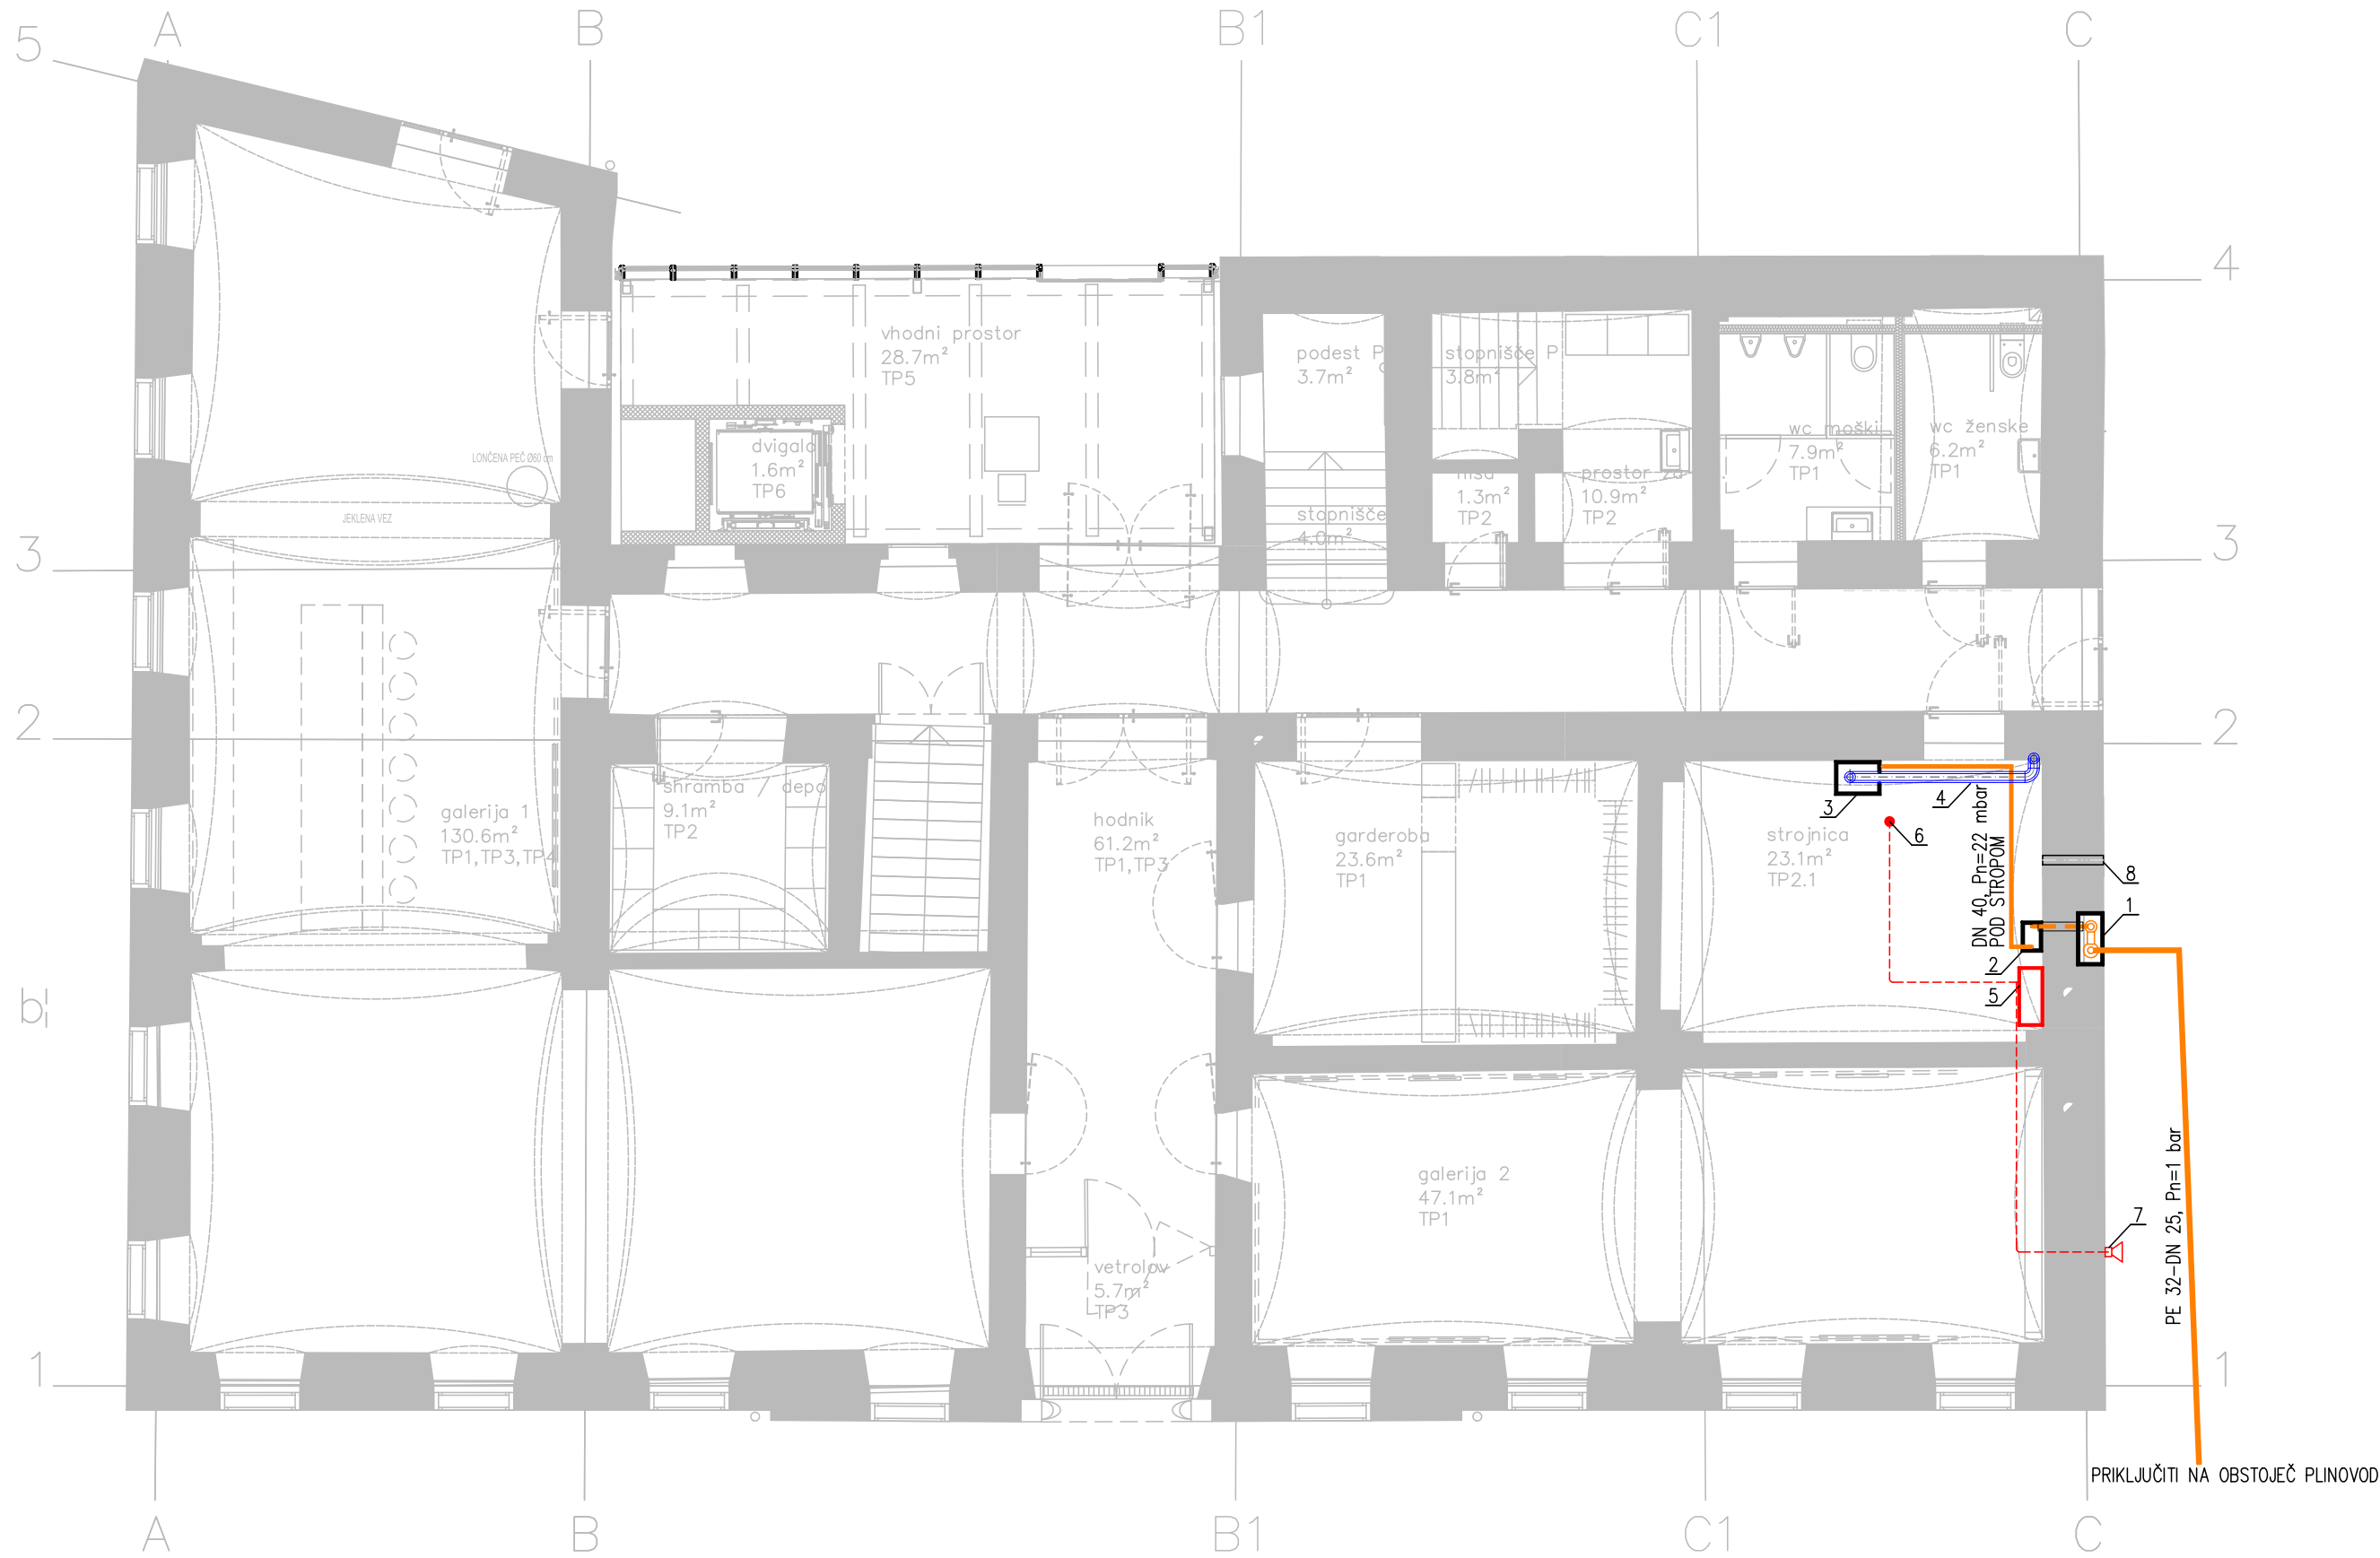 A
B
B1
C1
C
5
4
vhodni prostor
28.7m²
TP5
podest P
3.7m²
stopnišče P
3.8m²
wc moški
7.9m²
TP1
wc ženske
6.2m²
TP1
LONČENA PEČ Ø60 cm
dvigalo
1.6m²
TP6
1.3m²
TP2
prostor za
10.9m²
TP2
JEKLENA VEZ
stopnišče
4.0m²
3
3
2
2
shramba / depo
9.1m²
TP2
galerija 1
130.6m²
TP1,TP3,TP4
hodnik
61.2m²
TP1,TP3
garderoba
23.6m²
TP1
strojnica
23.1m²
TP2.1
3
4
6
DN 40, Pn=22 mbar
POD STROPOM
8
1
2
5
b'
galerija 2
47.1m²
TP1
vetrolov
5.7m²
TP3
PE 32-DN 25, Pn=1 bar
7
1
1
PRIKLJUČITI NA OBSTOJEČ PLINOVOD
A
B
B1
C1
C